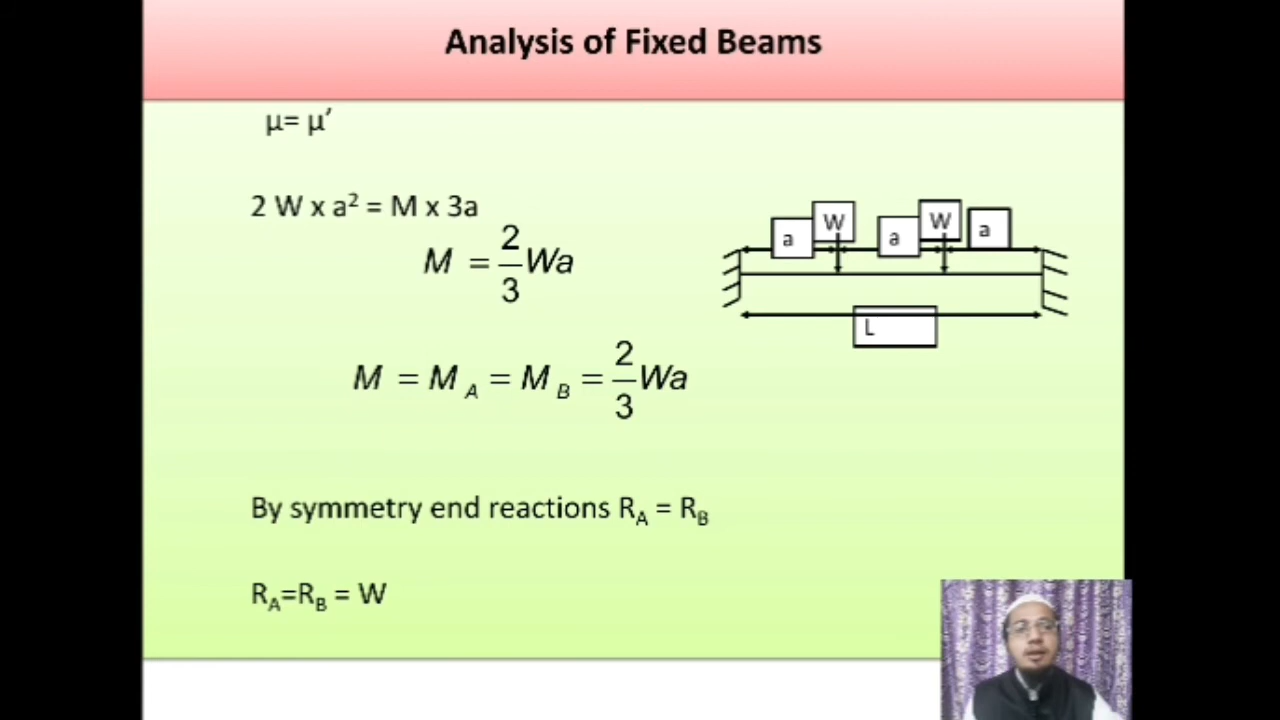 Analysis of Fixed Beams
μ= μ′
2 W x a² = M x 3a
M = 2/3 Wa
M = M_A = M_B = 2/3 Wa
By symmetry end reactions R_A = R_B
R_A=R_B = W
a W a W a
L